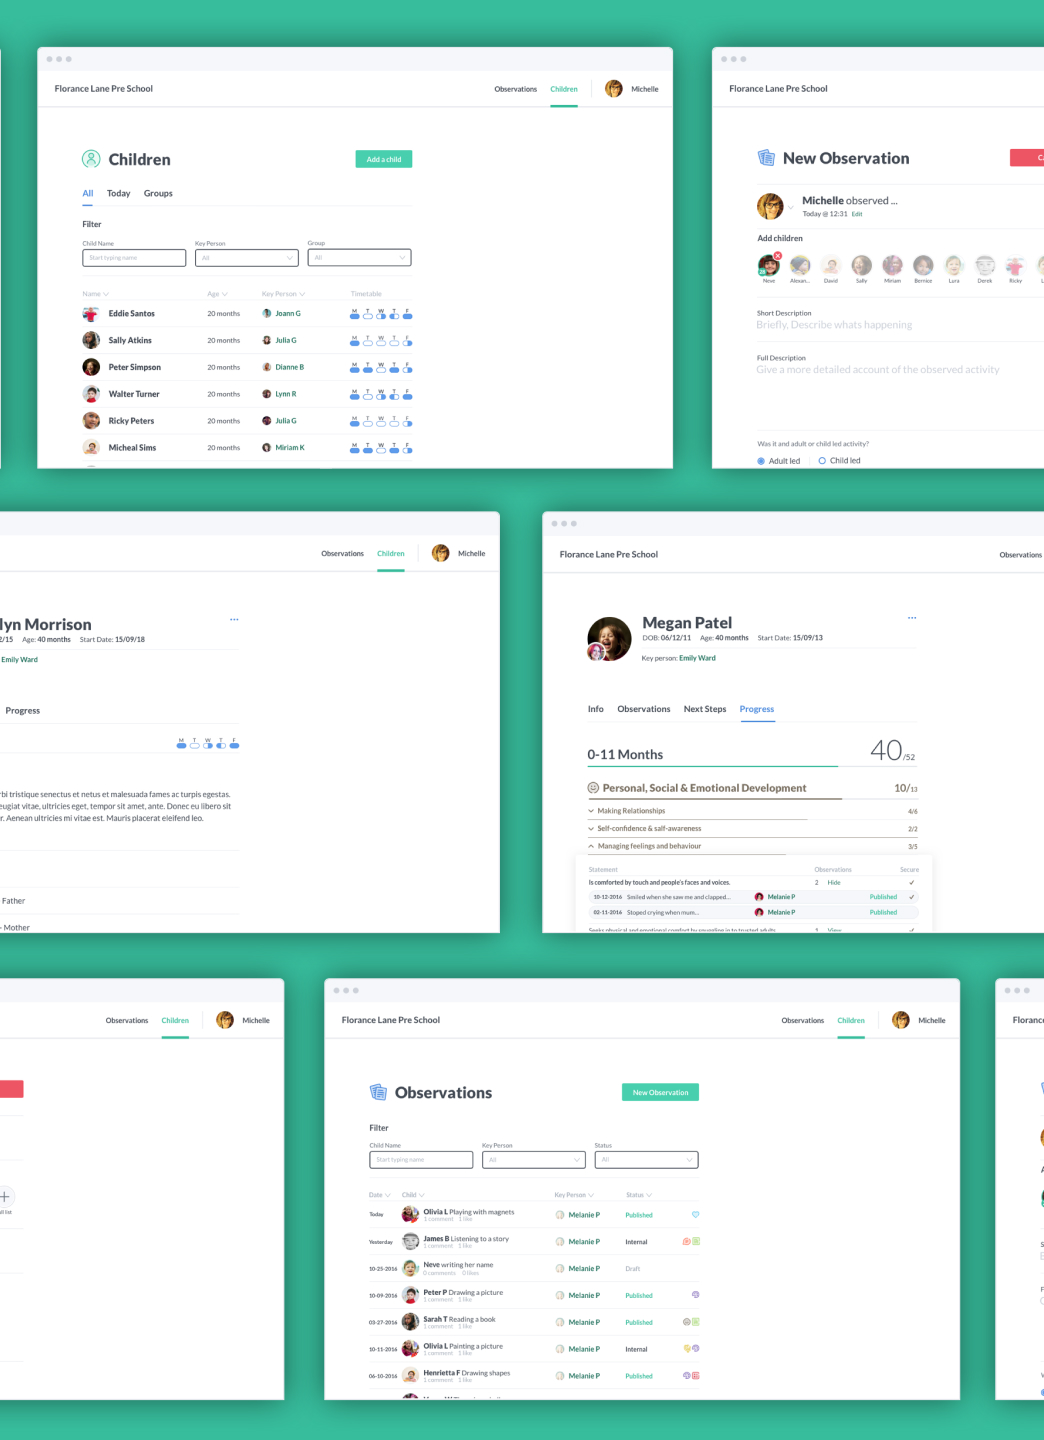 Florance Lane Pre School
Observations Children Michelle
Children
Add a child
All Today Groups
Filter
Child Name Key Person Group
Start typing name All All
Name Age Key Person Timetable
Eddie Santos 20 months Joann G M T W T F
Sally Atkins 20 months Julia G M T W T F
Peter Simpson 20 months Dianne B M T W T F
Walter Turner 20 months Lynn R M T W T F
Ricky Peters 20 months Julia G M T W T F
Micheal Sims 20 months Miriam K M T W T F
Florance Lane Pre School
New Observation
Michelle observed ...
Today @ 12:31 Edit
Add children
Neve Alexan... David Sally Miriam Bernice Lura Derek Ricky
Short Description
Briefly, Describe whats happening
Full Description
Give a more detailed account of the observed activity
Was it and adult or child led activity?
Adult led Child led
Observations Children Michelle
lyn Morrison
2/15 Age: 40 months Start Date: 15/09/18
Emily Ward
Progress
M T W T F
rbi tristique senectus et netus et malesuada fames ac turpis egestas.
eugiat vitae, ultricies eget, tempor sit amet, ante. Donec eu libero sit
r. Aenean ultricies mi vitae est. Mauris placerat eleifend leo.
Father
- Mother
Florance Lane Pre School
Observations
Megan Patel
DOB: 06/12/11 Age: 40 months Start Date: 15/09/13
Key person: Emily Ward
Info Observations Next Steps Progress
0-11 Months 40/52
Personal, Social & Emotional Development 10/13
Making Relationships 4/6
Self-confidence & salf-awareness 2/2
Managing feelings and behaviour 3/5
Statement Observations Secure
Is comforted by touch and people's faces and voices. 2 Hide
10-12-2016 Smiled when she saw me and clapped... Melanie P Published
02-11-2016 Stoped crying when mum... Melanie P Published
Seeks physical and emotional comfort by snuggling in to trusted adults 3 View
Observations Children Michelle
Florance Lane Pre School
Observations Children Michelle
Observations
New Observation
Filter
Child Name Key Person Status
Start typing name All All
Date Child Key Person Status
Today Olivia L Playing with magnets Melanie P Published
1 comment 1 like
Yesterday James B Listening to a story Melanie P Internal
5 comment 1 like
10-25-2016 Neve writing her name Melanie P Draft
0 comments 0 likes
10-09-2016 Peter P Drawing a picture Melanie P Published
1 comment 1 like
03-27-2016 Sarah T Reading a book Melanie P Published
1 comment 1 like
10-11-2016 Olivia L Painting a picture Melanie P Internal
1 comment 1 like
06-10-2016 Henrietta F Drawing shapes Melanie P Published
1 comment 1 like
Florance